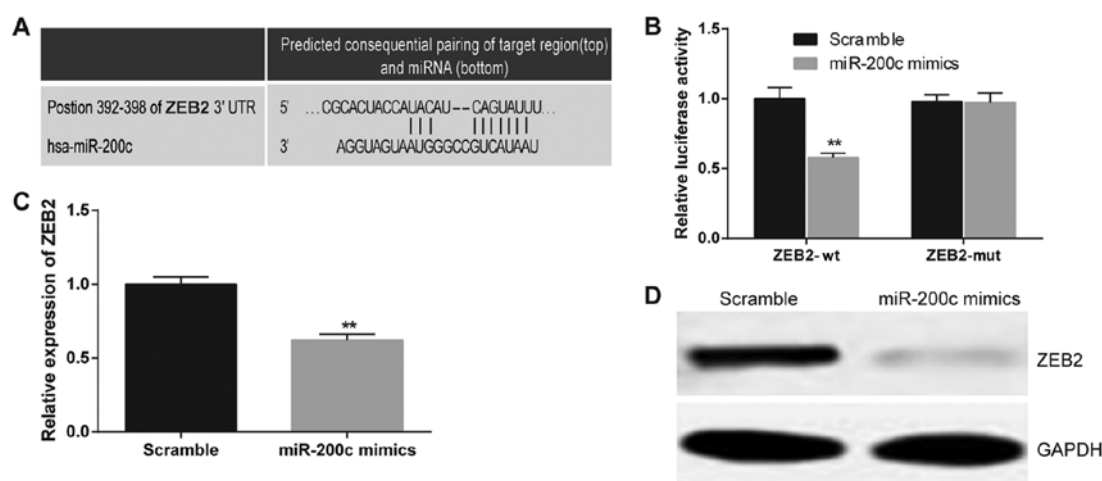 A
Predicted consequential pairing of target region(top)
and miRNA (bottom)
Postion 392-398 of ZEB2 3' UTR 5' ...CGCACUACCAUACAU--CAGUAUUU...
hsa-miR-200c 3' AGGUAGUAAUGGGCCGUCAUAAU
B
Scramble
miR-200c mimics
Relative luciferase activity
1.5
1.0
0.5
0.0
**
ZEB2-wt
ZEB2-mut
C
Relative expression of ZEB2
1.5
1.0
0.5
0.0
**
Scramble
miR-200c mimics
D
Scramble miR-200c mimics
ZEB2
GAPDH